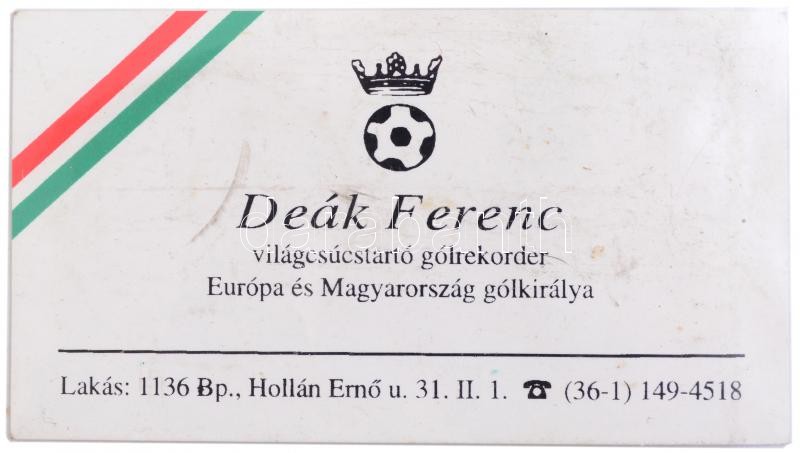 Deák Ferenc
világcsúcstartó gólrekorder
Európa és Magyarország gólkirálya
Lakás: 1136 Bp., Hollán Ernő u. 31. II. 1. ☎ (36-1) 149-4518